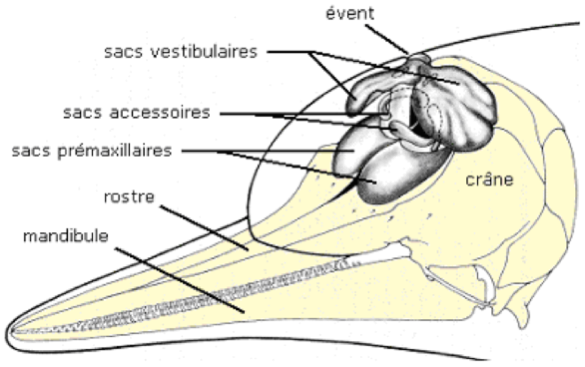 évent
sacs vestibulaires
sacs accessoires
sacs prémaxillaires
crâne
rostre
mandibule